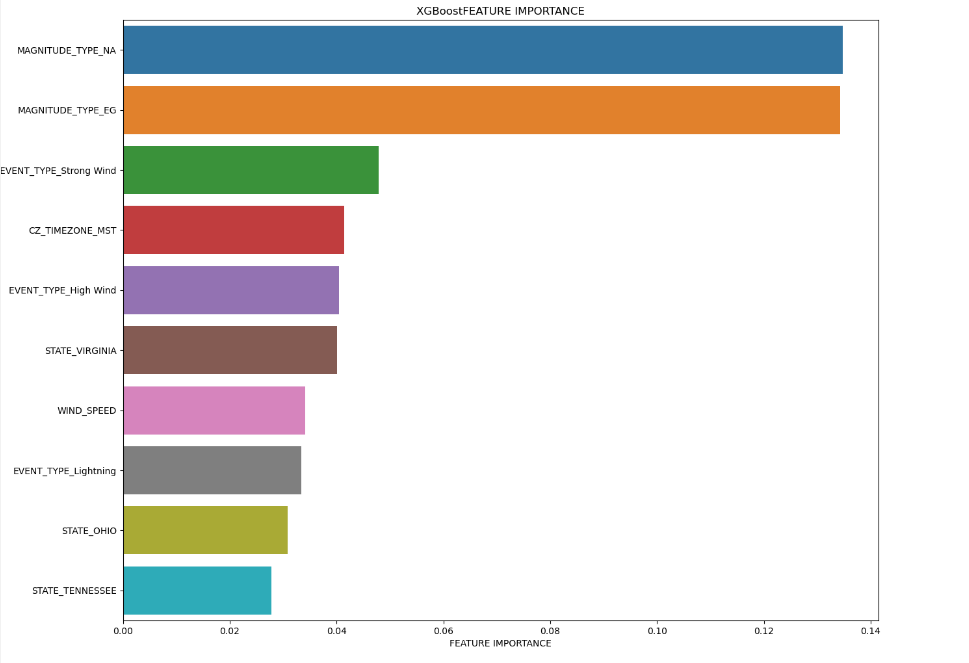 XGBoostFEATURE IMPORTANCE
MAGNITUDE_TYPE_NA
MAGNITUDE_TYPE_EG
EVENT_TYPE_Strong Wind
CZ_TIMEZONE_MST
EVENT_TYPE_High Wind
STATE_VIRGINIA
WIND_SPEED
EVENT_TYPE_Lightning
STATE_OHIO
STATE_TENNESSEE
0.00 0.02 0.04 0.06 0.08 0.10 0.12 0.14
FEATURE IMPORTANCE